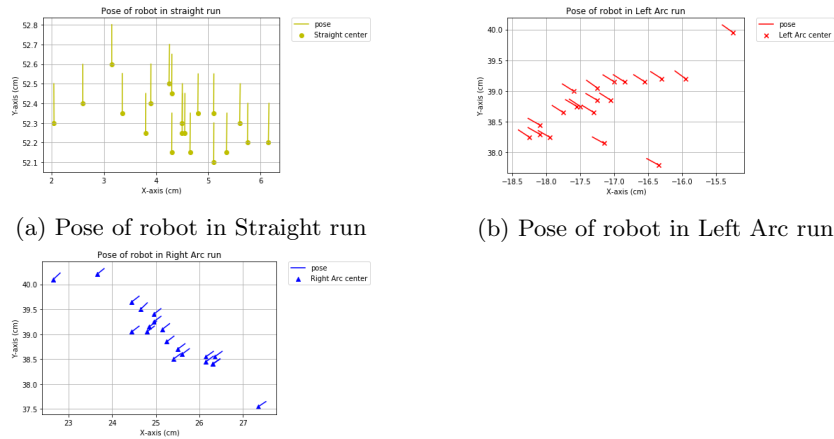 Pose of robot in straight run
52.8
52.7
52.6
52.5
52.4
52.3
52.2
52.1
Y-axis (cm)
2 3 4 5 6
X-axis (cm)
pose
Straight center
(a) Pose of robot in Straight run
Pose of robot in Left Arc run
40.0
39.5
39.0
38.5
38.0
Y-axis (cm)
−18.5 −18.0 −17.5 −17.0 −16.5 −16.0 −15.5
X-axis (cm)
pose
Left Arc center
(b) Pose of robot in Left Arc run
Pose of robot in Right Arc run
40.0
39.5
39.0
38.5
38.0
37.5
Y-axis (cm)
23 24 25 26 27
X-axis (cm)
pose
Right Arc center